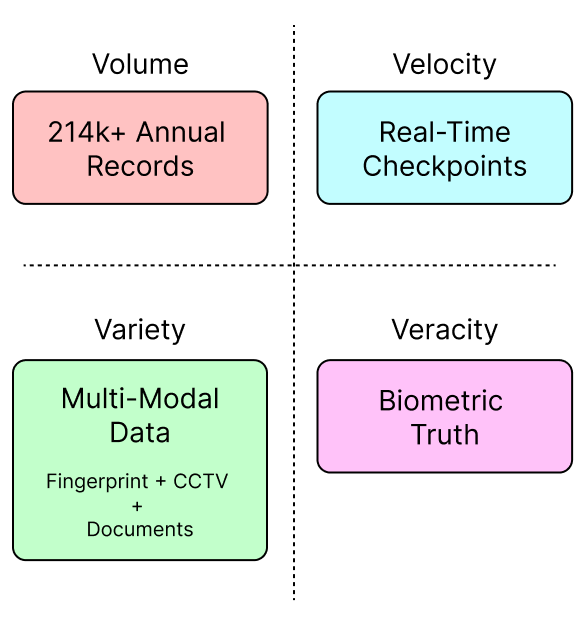 Volume
214k+ Annual
Records
Velocity
Real-Time
Checkpoints
Variety
Multi-Modal
Data
Fingerprint + CCTV
+
Documents
Veracity
Biometric
Truth